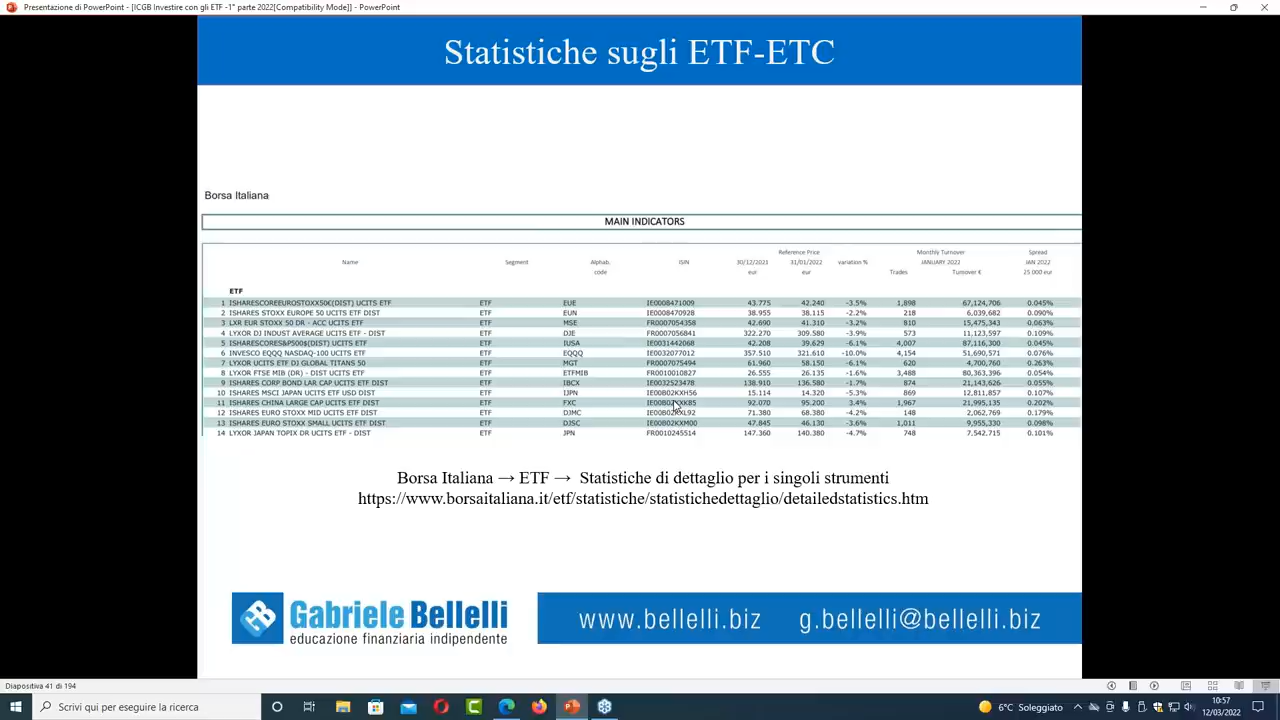 Presentazione di PowerPoint - [ICGB Investire con gli ETF -1° parte 2022[Compatibility Mode]] - PowerPoint
Statistiche sugli ETF-ETC
Borsa Italiana
MAIN INDICATORS
Reference Price Monthly Turnover Spread
Name Segment Alphab. ISIN 30/12/2021 31/01/2022 variation % JANUARY 2022 JAN 2022
code eur eur Trades Turnover € 25 000 eur
ETF
1 ISHARESCOREEUROSTOXX50€(DIST) UCITS ETF ETF EUE IE0008471009 43.775 42.240 -3.5% 1,898 67,124,706 0.045%
2 ISHARES STOXX EUROPE 50 UCITS ETF DIST ETF EUN IE0008470928 38.955 38.115 -2.2% 218 6,039,682 0.090%
3 LXR EUR STOXX 50 DR - ACC UCITS ETF ETF MSE FR0007054358 42.690 41.310 -3.2% 810 15,475,343 0.063%
4 LYXOR DJ INDUST AVERAGE UCITS ETF - DIST ETF DJE FR0007056841 322.270 309.580 -3.9% 573 11,123,597 0.109%
5 ISHARESCORES&P500$(DIST)UCITS ETF ETF IUSA IE0031442068 42.208 39.629 -6.1% 4,007 87,116,300 0.045%
6 INVESCO EQQQ NASDAQ-100 UCITS ETF ETF EQQQ IE0032077012 357.510 321.610 -10.0% 4,154 51,690,571 0.076%
7 LYXOR UCITS ETF DJ GLOBAL TITANS 50 ETF MGT FR0007075494 61.960 58.150 -6.1% 620 4,700,760 0.263%
8 LYXOR FTSE MIB (DR) - DIST UCITS ETF ETF ETFMIB FR0010010827 26.555 26.135 -1.6% 3,488 80,363,396 0.054%
9 ISHARES CORP BOND LAR CAP UCITS ETF DIST ETF IBCX IE0032523478 138.910 136.580 -1.7% 874 21,143,626 0.055%
10 ISHARES MSCI JAPAN UCITS ETF USD DIST ETF IJPN IE00B02KXH56 15.114 14.320 -5.3% 869 12,811,857 0.107%
11 ISHARES CHINA LARGE CAP UCITS ETF DIST ETF FXC IE00B02KXK85 92.070 95.200 3.4% 1,967 21,995,135 0.202%
12 ISHARES EURO STOXX MID UCITS ETF DIST ETF DJMC IE00B02KXL92 71.380 68.380 -4.2% 148 2,062,769 0.179%
13 ISHARES EURO STOXX SMALL UCITS ETF DIST ETF DJSC IE00B02KXM00 47.845 46.130 -3.6% 1,011 9,955,330 0.098%
14 LYXOR JAPAN TOPIX DR UCITS ETF - DIST ETF JPN FR0010245514 147.360 140.380 -4.7% 748 7,542,715 0.101%
Borsa Italiana → ETF → Statistiche di dettaglio per i singoli strumenti
https://www.borsaitaliana.it/etf/statistiche/statistichedettaglio/detailedstatistics.htm
Gabriele Bellelli
educazione finanziaria indipendente
www.bellelli.biz g.bellelli@bellelli.biz
Diapositiva 41 di 194
Scrivi qui per eseguire la ricerca
6°C Soleggiato
10:57
12/03/2022